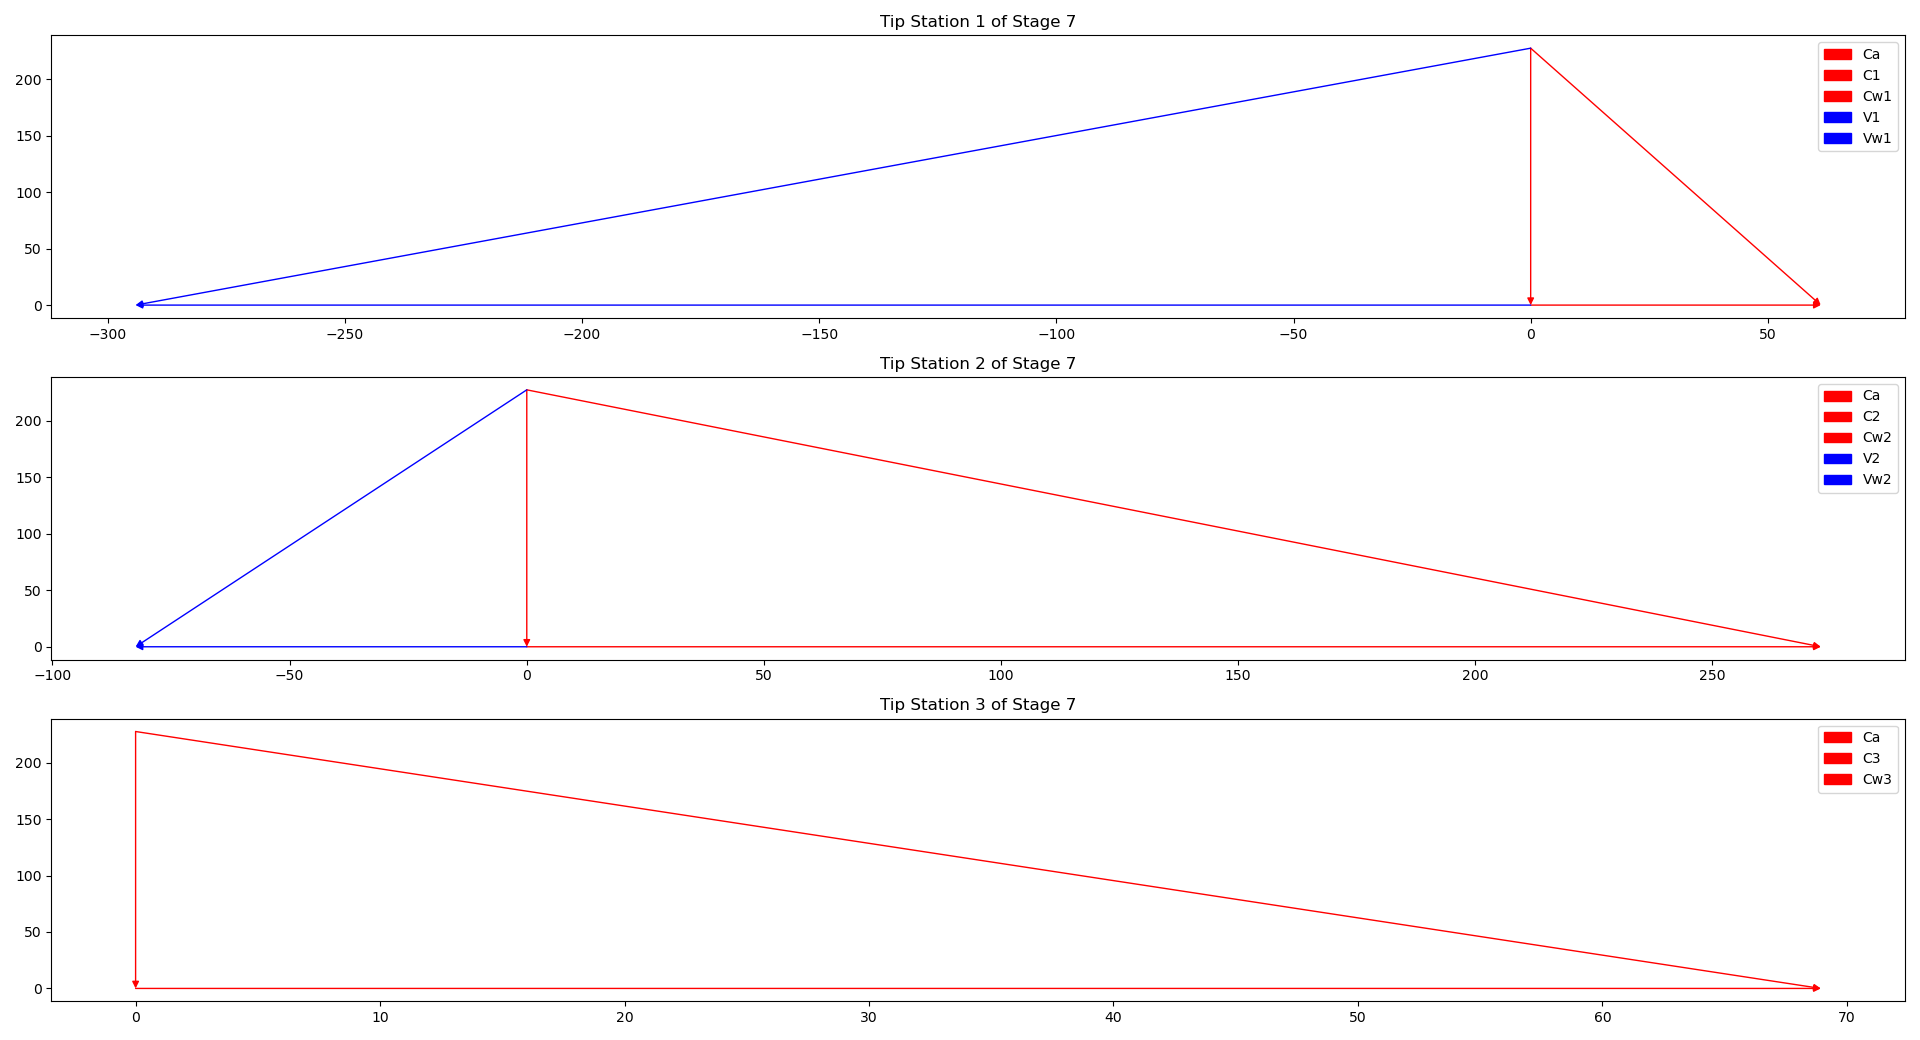 Tip Station 1 of Stage 7
200
150
100
50
0
−300 −250 −200 −150 −100 −50 0 50
Ca
C1
Cw1
V1
Vw1
Tip Station 2 of Stage 7
200
150
100
50
0
−100 −50 0 50 100 150 200 250
Ca
C2
Cw2
V2
Vw2
Tip Station 3 of Stage 7
200
150
100
50
0
0 10 20 30 40 50 60 70
Ca
C3
Cw3